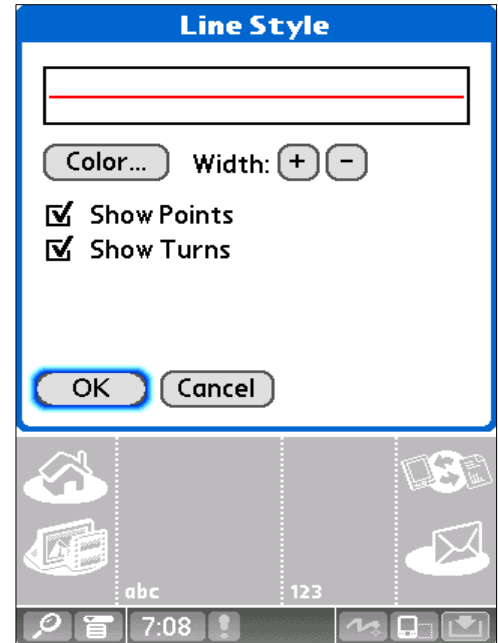 Line Style
Color... Width: + -
Show Points
Show Turns
OK Cancel
abc 123
7:08